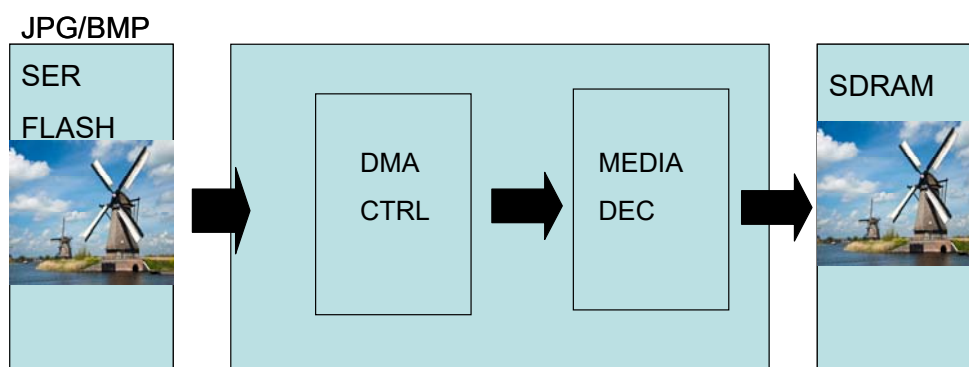 JPG/BMP
SER
FLASH
DMA
CTRL
MEDIA
DEC
SDRAM